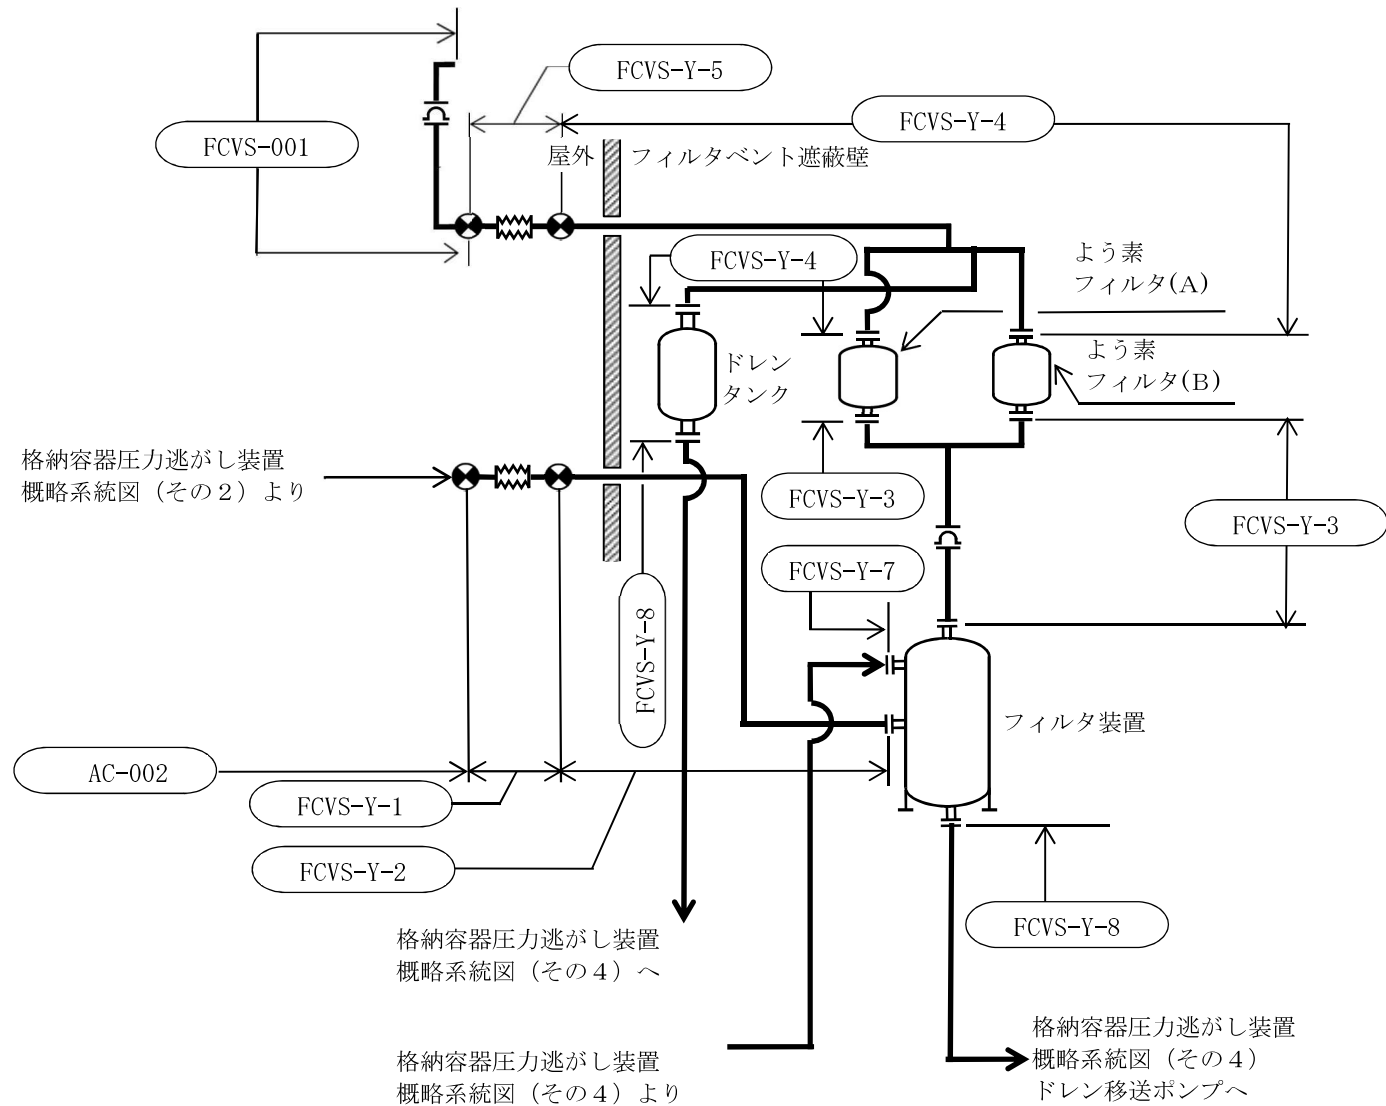 FCVS-Y-5
FCVS-Y-4
FCVS-001
屋外
フィルタベント遮蔽壁
FCVS-Y-4
よう素
フィルタ(A)
よう素
フィルタ(B)
ドレン
タンク
格納容器圧力逃がし装置
概略系統図（その２）より
FCVS-Y-3
FCVS-Y-3
FCVS-Y-7
FCVS-Y-8
フィルタ装置
AC-002
FCVS-Y-1
FCVS-Y-2
FCVS-Y-8
格納容器圧力逃がし装置
概略系統図（その４）へ
格納容器圧力逃がし装置
概略系統図（その４）
ドレン移送ポンプへ
格納容器圧力逃がし装置
概略系統図（その４）より